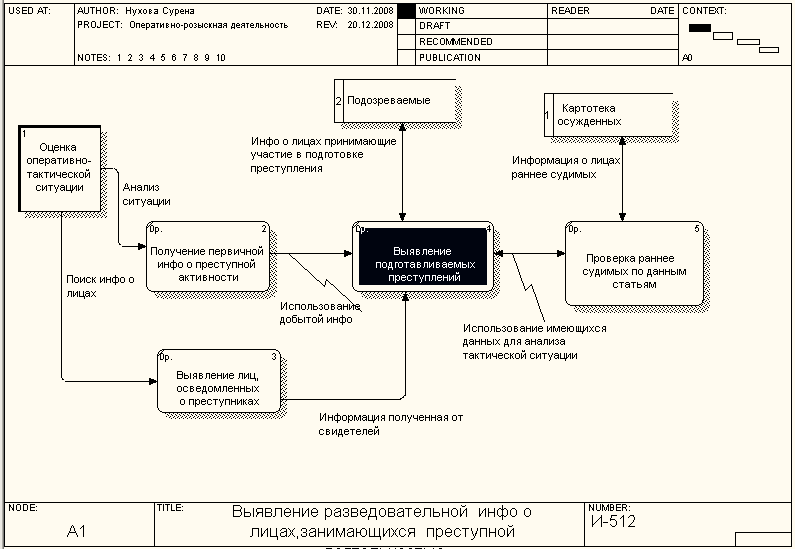 USED AT:
AUTHOR: Нухова Сурена
DATE: 30.11.2008
PROJECT: Оперативно-розыскная деятельность
REV: 20.12.2008
NOTES: 1 2 3 4 5 6 7 8 9 10
WORKING
DRAFT
RECOMMENDED
PUBLICATION
READER DATE
CONTEXT:
A0
2 Подозреваемые
1 Картотека
осужденных
1
Оценка
оперативно-
тактической
ситуации
Инфо о лицах принимающих
участие в подготовке
преступления
Информация о лицах
раннее судимых
Анализ
ситуации
0р. 2
Получение первичной
инфо о преступной
активности
0р. 4
Выявление
подготавливаемых
преступлений
0р. 5
Проверка раннее
судимых по данным
статьям
Поиск инфо о
лицах
Использование
добытой инфо
Использование имеющихся
данных для анализа
тактической ситуации
0р. 3
Выявление лиц,
осведомленных
о преступниках
Информация полученная от
свидетелей
NODE:
A1
TITLE:
Выявление разведовательной инфо о
лицах,занимающихся преступной
NUMBER:
И-512